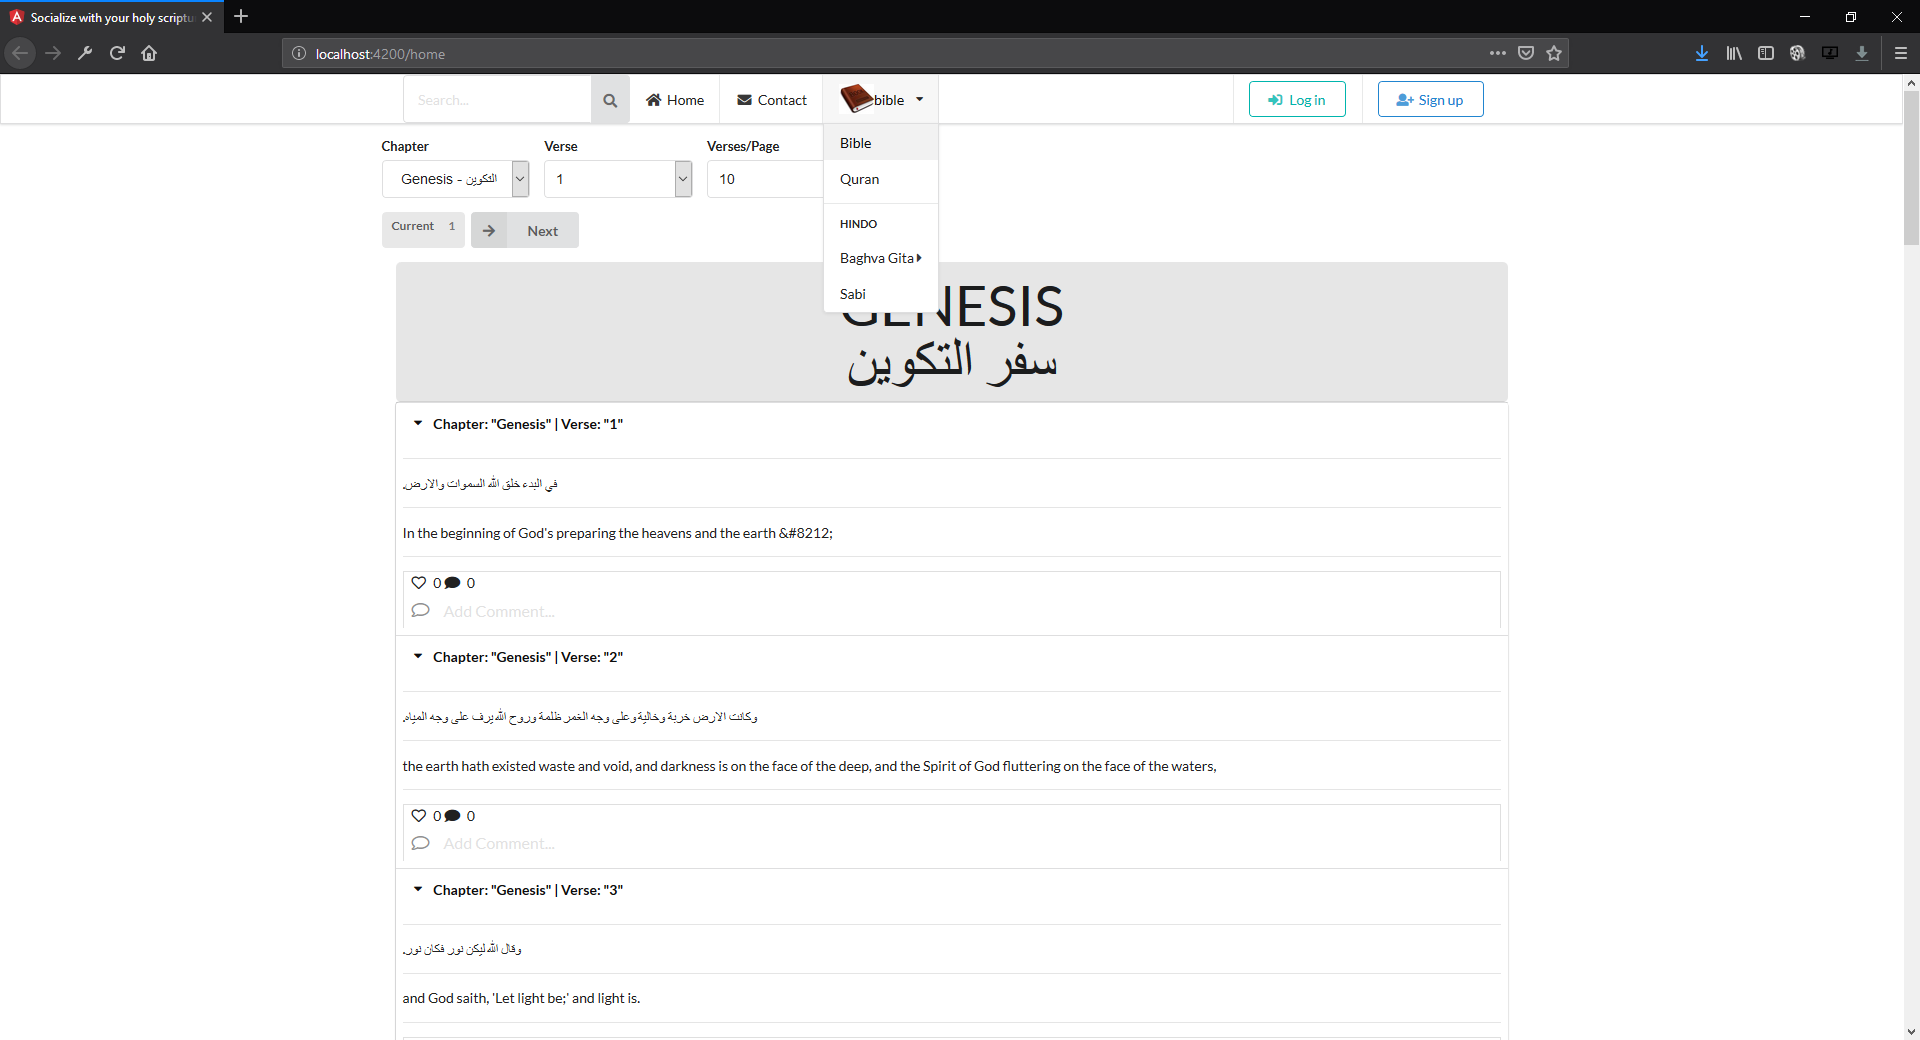 Socialize with your holy scriptu
localhost:4200/home
Search...
Home
Contact
bible
Log in
Sign up
Chapter
Verse
Verses/Page
Genesis - التكوين
1
10
Bible
Quran
HINDO
Baghva Gita
Sabi
Current 1
Next
GENESIS
سفر التكوين
Chapter: "Genesis" | Verse: "1"
في البدء خلق الله السموات والارض.
In the beginning of God's preparing the heavens and the earth &#8212;
0 0
Add Comment...
Chapter: "Genesis" | Verse: "2"
وكانت الارض خربة وخالية وعلى وجه الغمر ظلمة وروح الله يرف على وجه المياه.
the earth hath existed waste and void, and darkness is on the face of the deep, and the Spirit of God fluttering on the face of the waters,
0 0
Add Comment...
Chapter: "Genesis" | Verse: "3"
وقال الله ليكن نور فكان نور.
and God saith, 'Let light be;' and light is.